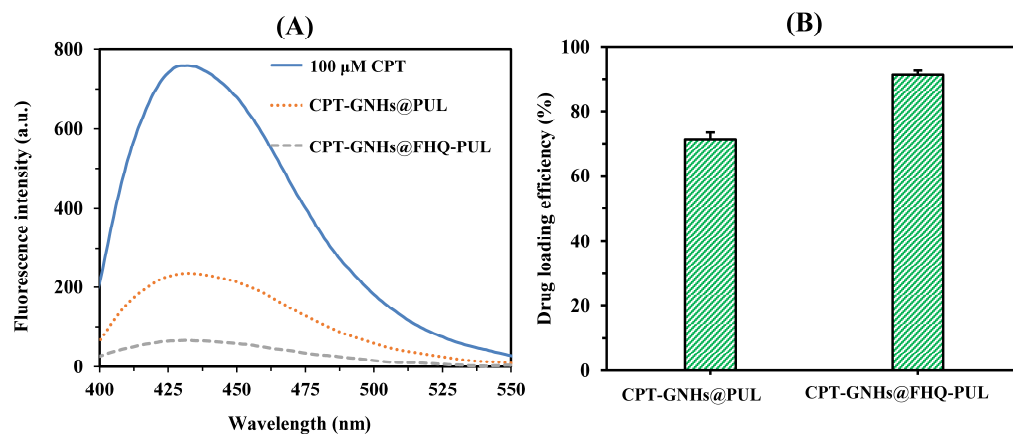 (A)
800
600
400
200
0
400
425
450
475
500
525
550
Fluorescence intensity (a.u.)
Wavelength (nm)
100 μM CPT
CPT-GNHs@PUL
CPT-GNHs@FHQ-PUL
(B)
100
80
60
40
20
0
Drug loading efficiency (%)
CPT-GNHs@PUL
CPT-GNHs@FHQ-PUL